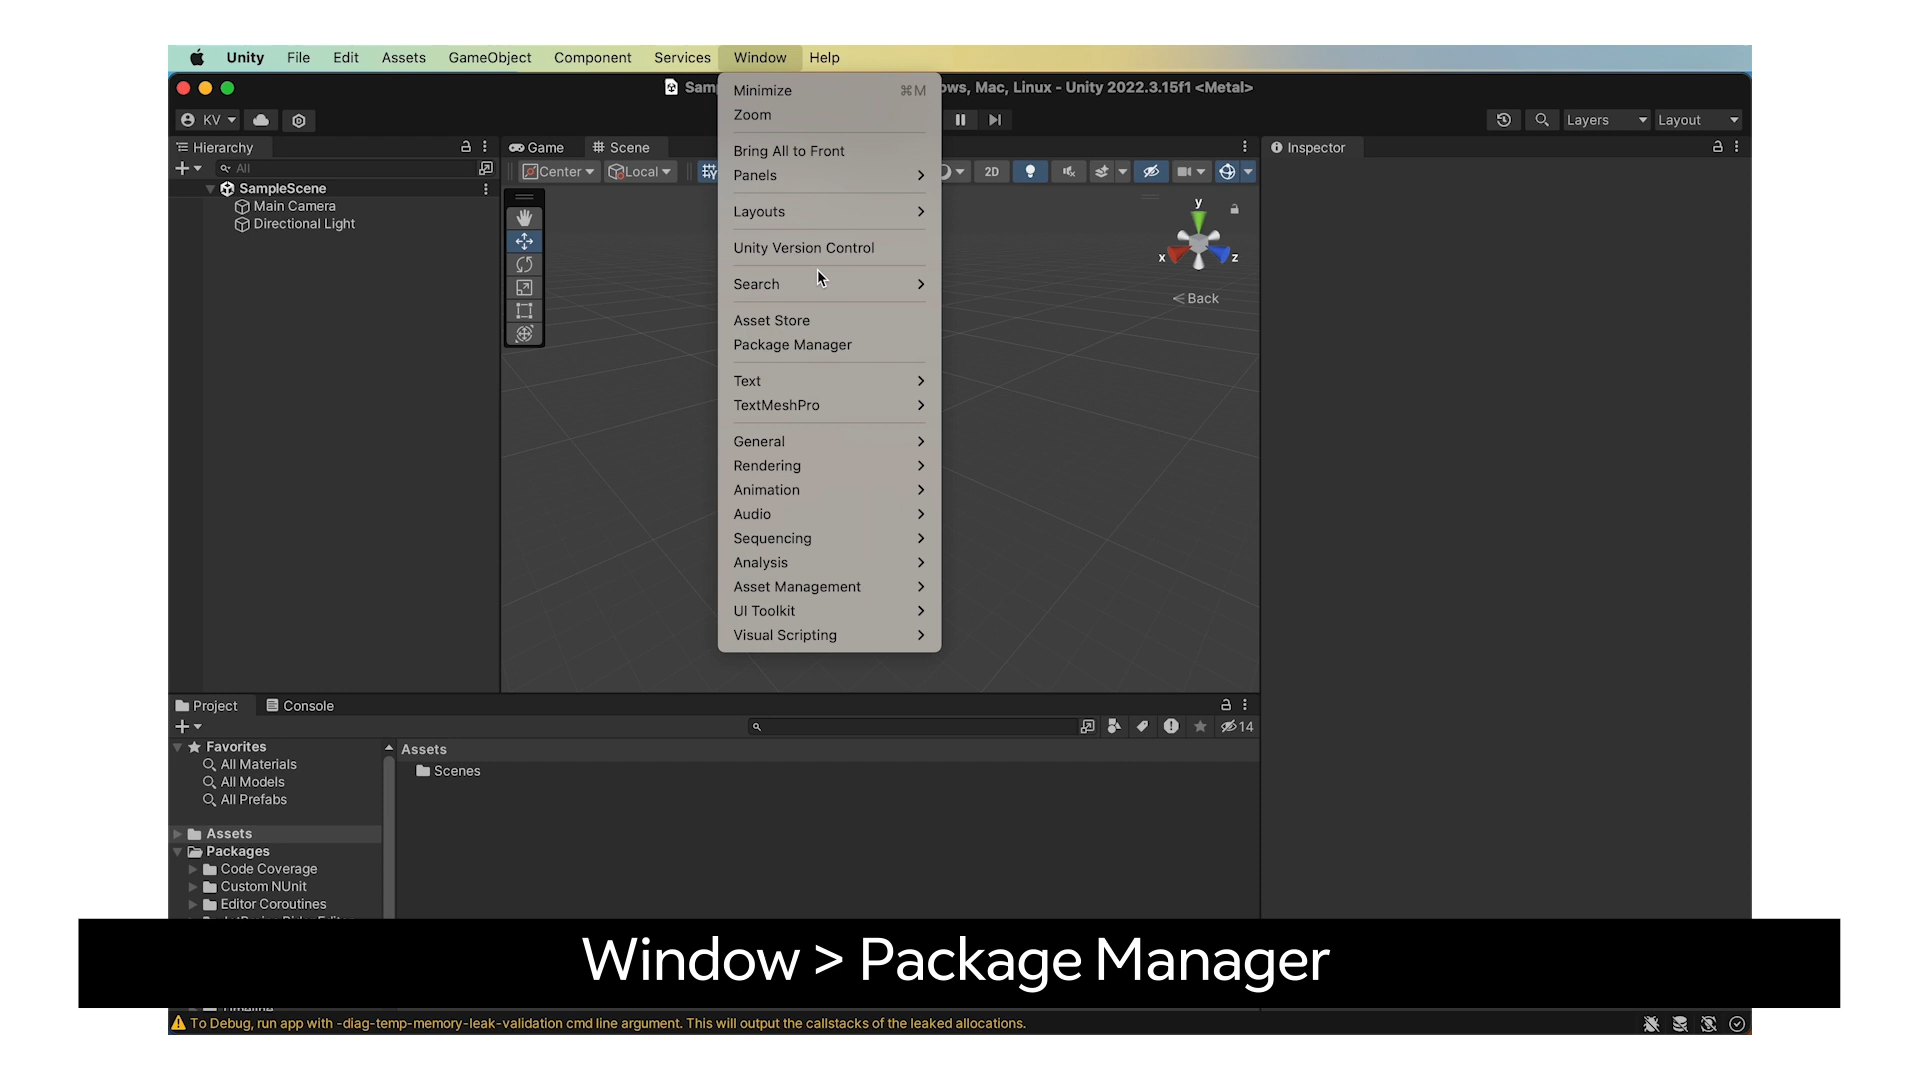 Unity File Edit Assets GameObject Component Services Window Help
ows, Mac, Linux - Unity 2022.3.15f1 <Metal>
KV
Layers
Layout
Hierarchy
All
SampleScene
Main Camera
Directional Light
Game
Scene
Center
Local
2D
y
x
z
Back
Inspector
Minimize ⌘M
Zoom
Bring All to Front
Panels
Layouts
Unity Version Control
Search
Asset Store
Package Manager
Text
TextMeshPro
General
Rendering
Animation
Audio
Sequencing
Analysis
Asset Management
UI Toolkit
Visual Scripting
Project
Console
14
Favorites
All Materials
All Models
All Prefabs
Assets
Packages
Code Coverage
Custom NUnit
Editor Coroutines
Assets
Scenes
Window > Package Manager
To Debug, run app with -diag-temp-memory-leak-validation cmd line argument. This will output the callstacks of the leaked allocations.